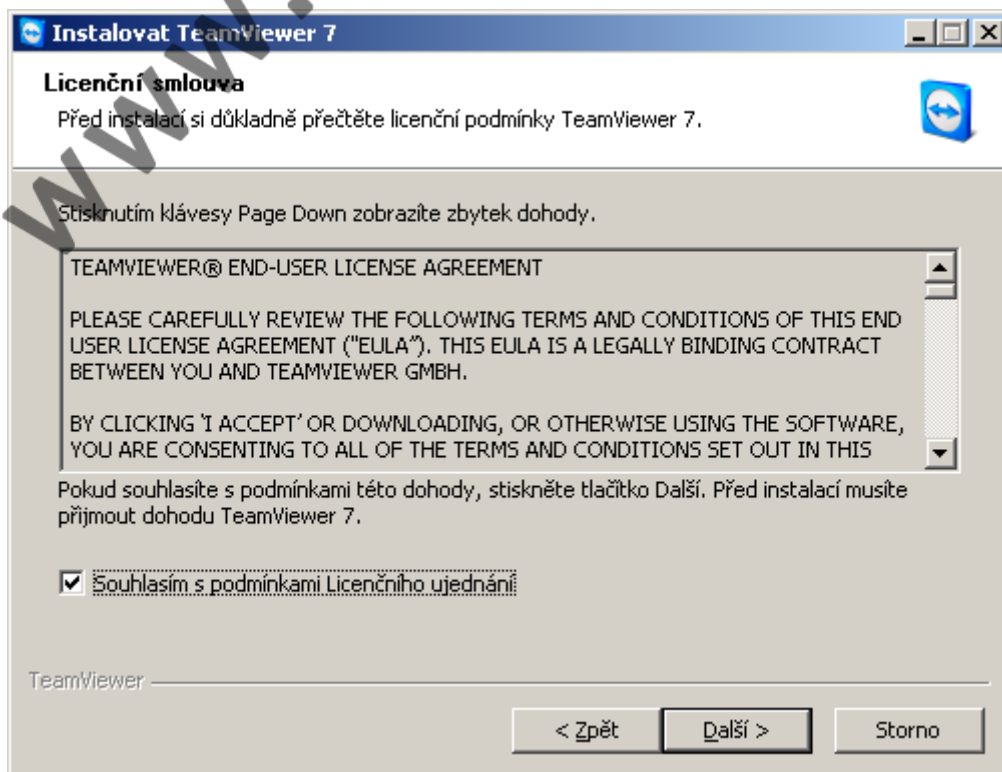 www.
Instalovat TeamViewer 7
Licenční smlouva
Před instalací si důkladně přečtěte licenční podmínky TeamViewer 7.
Stisknutím klávesy Page Down zobrazíte zbytek dohody.
TEAMVIEWER® END-USER LICENSE AGREEMENT
PLEASE CAREFULLY REVIEW THE FOLLOWING TERMS AND CONDITIONS OF THIS END
USER LICENSE AGREEMENT ("EULA"). THIS EULA IS A LEGALLY BINDING CONTRACT
BETWEEN YOU AND TEAMVIEWER GMBH.
BY CLICKING 'I ACCEPT' OR DOWNLOADING, OR OTHERWISE USING THE SOFTWARE,
YOU ARE CONSENTING TO ALL OF THE TERMS AND CONDITIONS SET OUT IN THIS
Pokud souhlasíte s podmínkami této dohody, stiskněte tlačítko Další. Před instalací musíte
přijmout dohodu TeamViewer 7.
Souhlasím s podmínkami Licenčního ujednání
TeamViewer
< Zpět
Další >
Storno